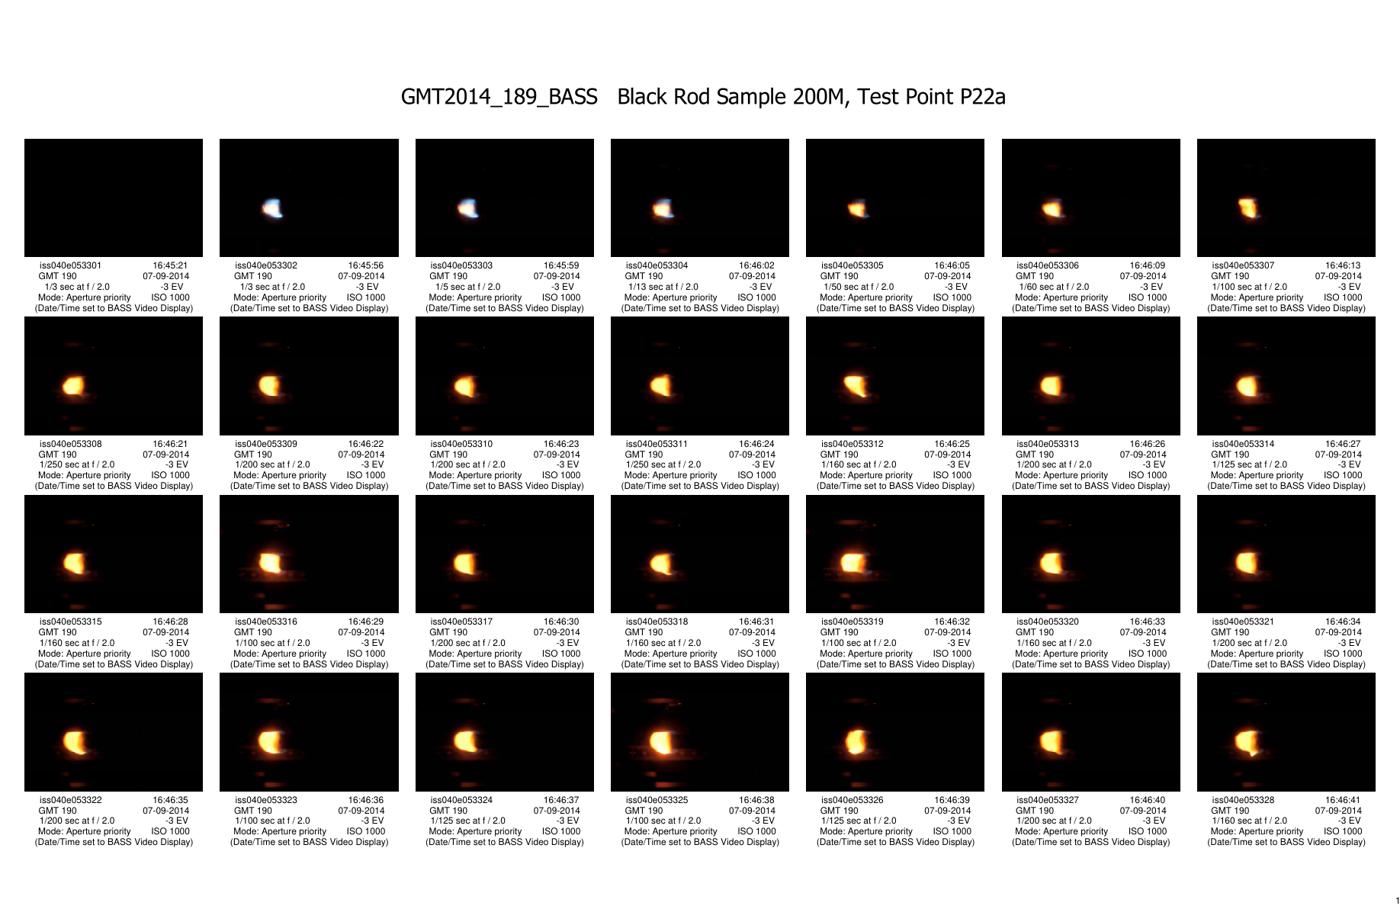 GMT2014_189_BASS Black Rod Sample 200M, Test Point P22a
iss040e053301 16:45:21
GMT 190 07-09-2014
1/3 sec at f / 2.0 -3 EV
Mode: Aperture priority ISO 1000
(Date/Time set to BASS Video Display)
iss040e053302 16:45:56
GMT 190 07-09-2014
1/3 sec at f / 2.0 -3 EV
Mode: Aperture priority ISO 1000
(Date/Time set to BASS Video Display)
iss040e053303 16:45:59
GMT 190 07-09-2014
1/5 sec at f / 2.0 -3 EV
Mode: Aperture priority ISO 1000
(Date/Time set to BASS Video Display)
iss040e053304 16:46:02
GMT 190 07-09-2014
1/13 sec at f / 2.0 -3 EV
Mode: Aperture priority ISO 1000
(Date/Time set to BASS Video Display)
iss040e053305 16:46:05
GMT 190 07-09-2014
1/50 sec at f / 2.0 -3 EV
Mode: Aperture priority ISO 1000
(Date/Time set to BASS Video Display)
iss040e053306 16:46:09
GMT 190 07-09-2014
1/60 sec at f / 2.0 -3 EV
Mode: Aperture priority ISO 1000
(Date/Time set to BASS Video Display)
iss040e053307 16:46:13
GMT 190 07-09-2014
1/100 sec at f / 2.0 -3 EV
Mode: Aperture priority ISO 1000
(Date/Time set to BASS Video Display)
iss040e053308 16:46:21
GMT 190 07-09-2014
1/250 sec at f / 2.0 -3 EV
Mode: Aperture priority ISO 1000
(Date/Time set to BASS Video Display)
iss040e053309 16:46:22
GMT 190 07-09-2014
1/200 sec at f / 2.0 -3 EV
Mode: Aperture priority ISO 1000
(Date/Time set to BASS Video Display)
iss040e053310 16:46:23
GMT 190 07-09-2014
1/200 sec at f / 2.0 -3 EV
Mode: Aperture priority ISO 1000
(Date/Time set to BASS Video Display)
iss040e053311 16:46:24
GMT 190 07-09-2014
1/250 sec at f / 2.0 -3 EV
Mode: Aperture priority ISO 1000
(Date/Time set to BASS Video Display)
iss040e053312 16:46:25
GMT 190 07-09-2014
1/160 sec at f / 2.0 -3 EV
Mode: Aperture priority ISO 1000
(Date/Time set to BASS Video Display)
iss040e053313 16:46:26
GMT 190 07-09-2014
1/200 sec at f / 2.0 -3 EV
Mode: Aperture priority ISO 1000
(Date/Time set to BASS Video Display)
iss040e053314 16:46:27
GMT 190 07-09-2014
1/125 sec at f / 2.0 -3 EV
Mode: Aperture priority ISO 1000
(Date/Time set to BASS Video Display)
iss040e053315 16:46:28
GMT 190 07-09-2014
1/160 sec at f / 2.0 -3 EV
Mode: Aperture priority ISO 1000
(Date/Time set to BASS Video Display)
iss040e053316 16:46:29
GMT 190 07-09-2014
1/100 sec at f / 2.0 -3 EV
Mode: Aperture priority ISO 1000
(Date/Time set to BASS Video Display)
iss040e053317 16:46:30
GMT 190 07-09-2014
1/200 sec at f / 2.0 -3 EV
Mode: Aperture priority ISO 1000
(Date/Time set to BASS Video Display)
iss040e053318 16:46:31
GMT 190 07-09-2014
1/160 sec at f / 2.0 -3 EV
Mode: Aperture priority ISO 1000
(Date/Time set to BASS Video Display)
iss040e053319 16:46:32
GMT 190 07-09-2014
1/100 sec at f / 2.0 -3 EV
Mode: Aperture priority ISO 1000
(Date/Time set to BASS Video Display)
iss040e053320 16:46:33
GMT 190 07-09-2014
1/160 sec at f / 2.0 -3 EV
Mode: Aperture priority ISO 1000
(Date/Time set to BASS Video Display)
iss040e053321 16:46:34
GMT 190 07-09-2014
1/200 sec at f / 2.0 -3 EV
Mode: Aperture priority ISO 1000
(Date/Time set to BASS Video Display)
iss040e053322 16:46:35
GMT 190 07-09-2014
1/200 sec at f / 2.0 -3 EV
Mode: Aperture priority ISO 1000
(Date/Time set to BASS Video Display)
iss040e053323 16:46:36
GMT 190 07-09-2014
1/100 sec at f / 2.0 -3 EV
Mode: Aperture priority ISO 1000
(Date/Time set to BASS Video Display)
iss040e053324 16:46:37
GMT 190 07-09-2014
1/125 sec at f / 2.0 -3 EV
Mode: Aperture priority ISO 1000
(Date/Time set to BASS Video Display)
iss040e053325 16:46:38
GMT 190 07-09-2014
1/100 sec at f / 2.0 -3 EV
Mode: Aperture priority ISO 1000
(Date/Time set to BASS Video Display)
iss040e053326 16:46:39
GMT 190 07-09-2014
1/125 sec at f / 2.0 -3 EV
Mode: Aperture priority ISO 1000
(Date/Time set to BASS Video Display)
iss040e053327 16:46:40
GMT 190 07-09-2014
1/200 sec at f / 2.0 -3 EV
Mode: Aperture priority ISO 1000
(Date/Time set to BASS Video Display)
iss040e053328 16:46:41
GMT 190 07-09-2014
1/160 sec at f / 2.0 -3 EV
Mode: Aperture priority ISO 1000
(Date/Time set to BASS Video Display)